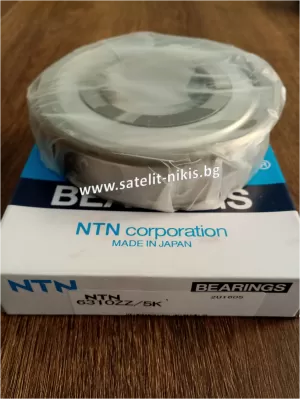 www.satelit-nikis.bg
BEARINGS
NTN corporation
MADE IN JAPAN
NTN
BEARINGS
NTN
6310ZZ/5K